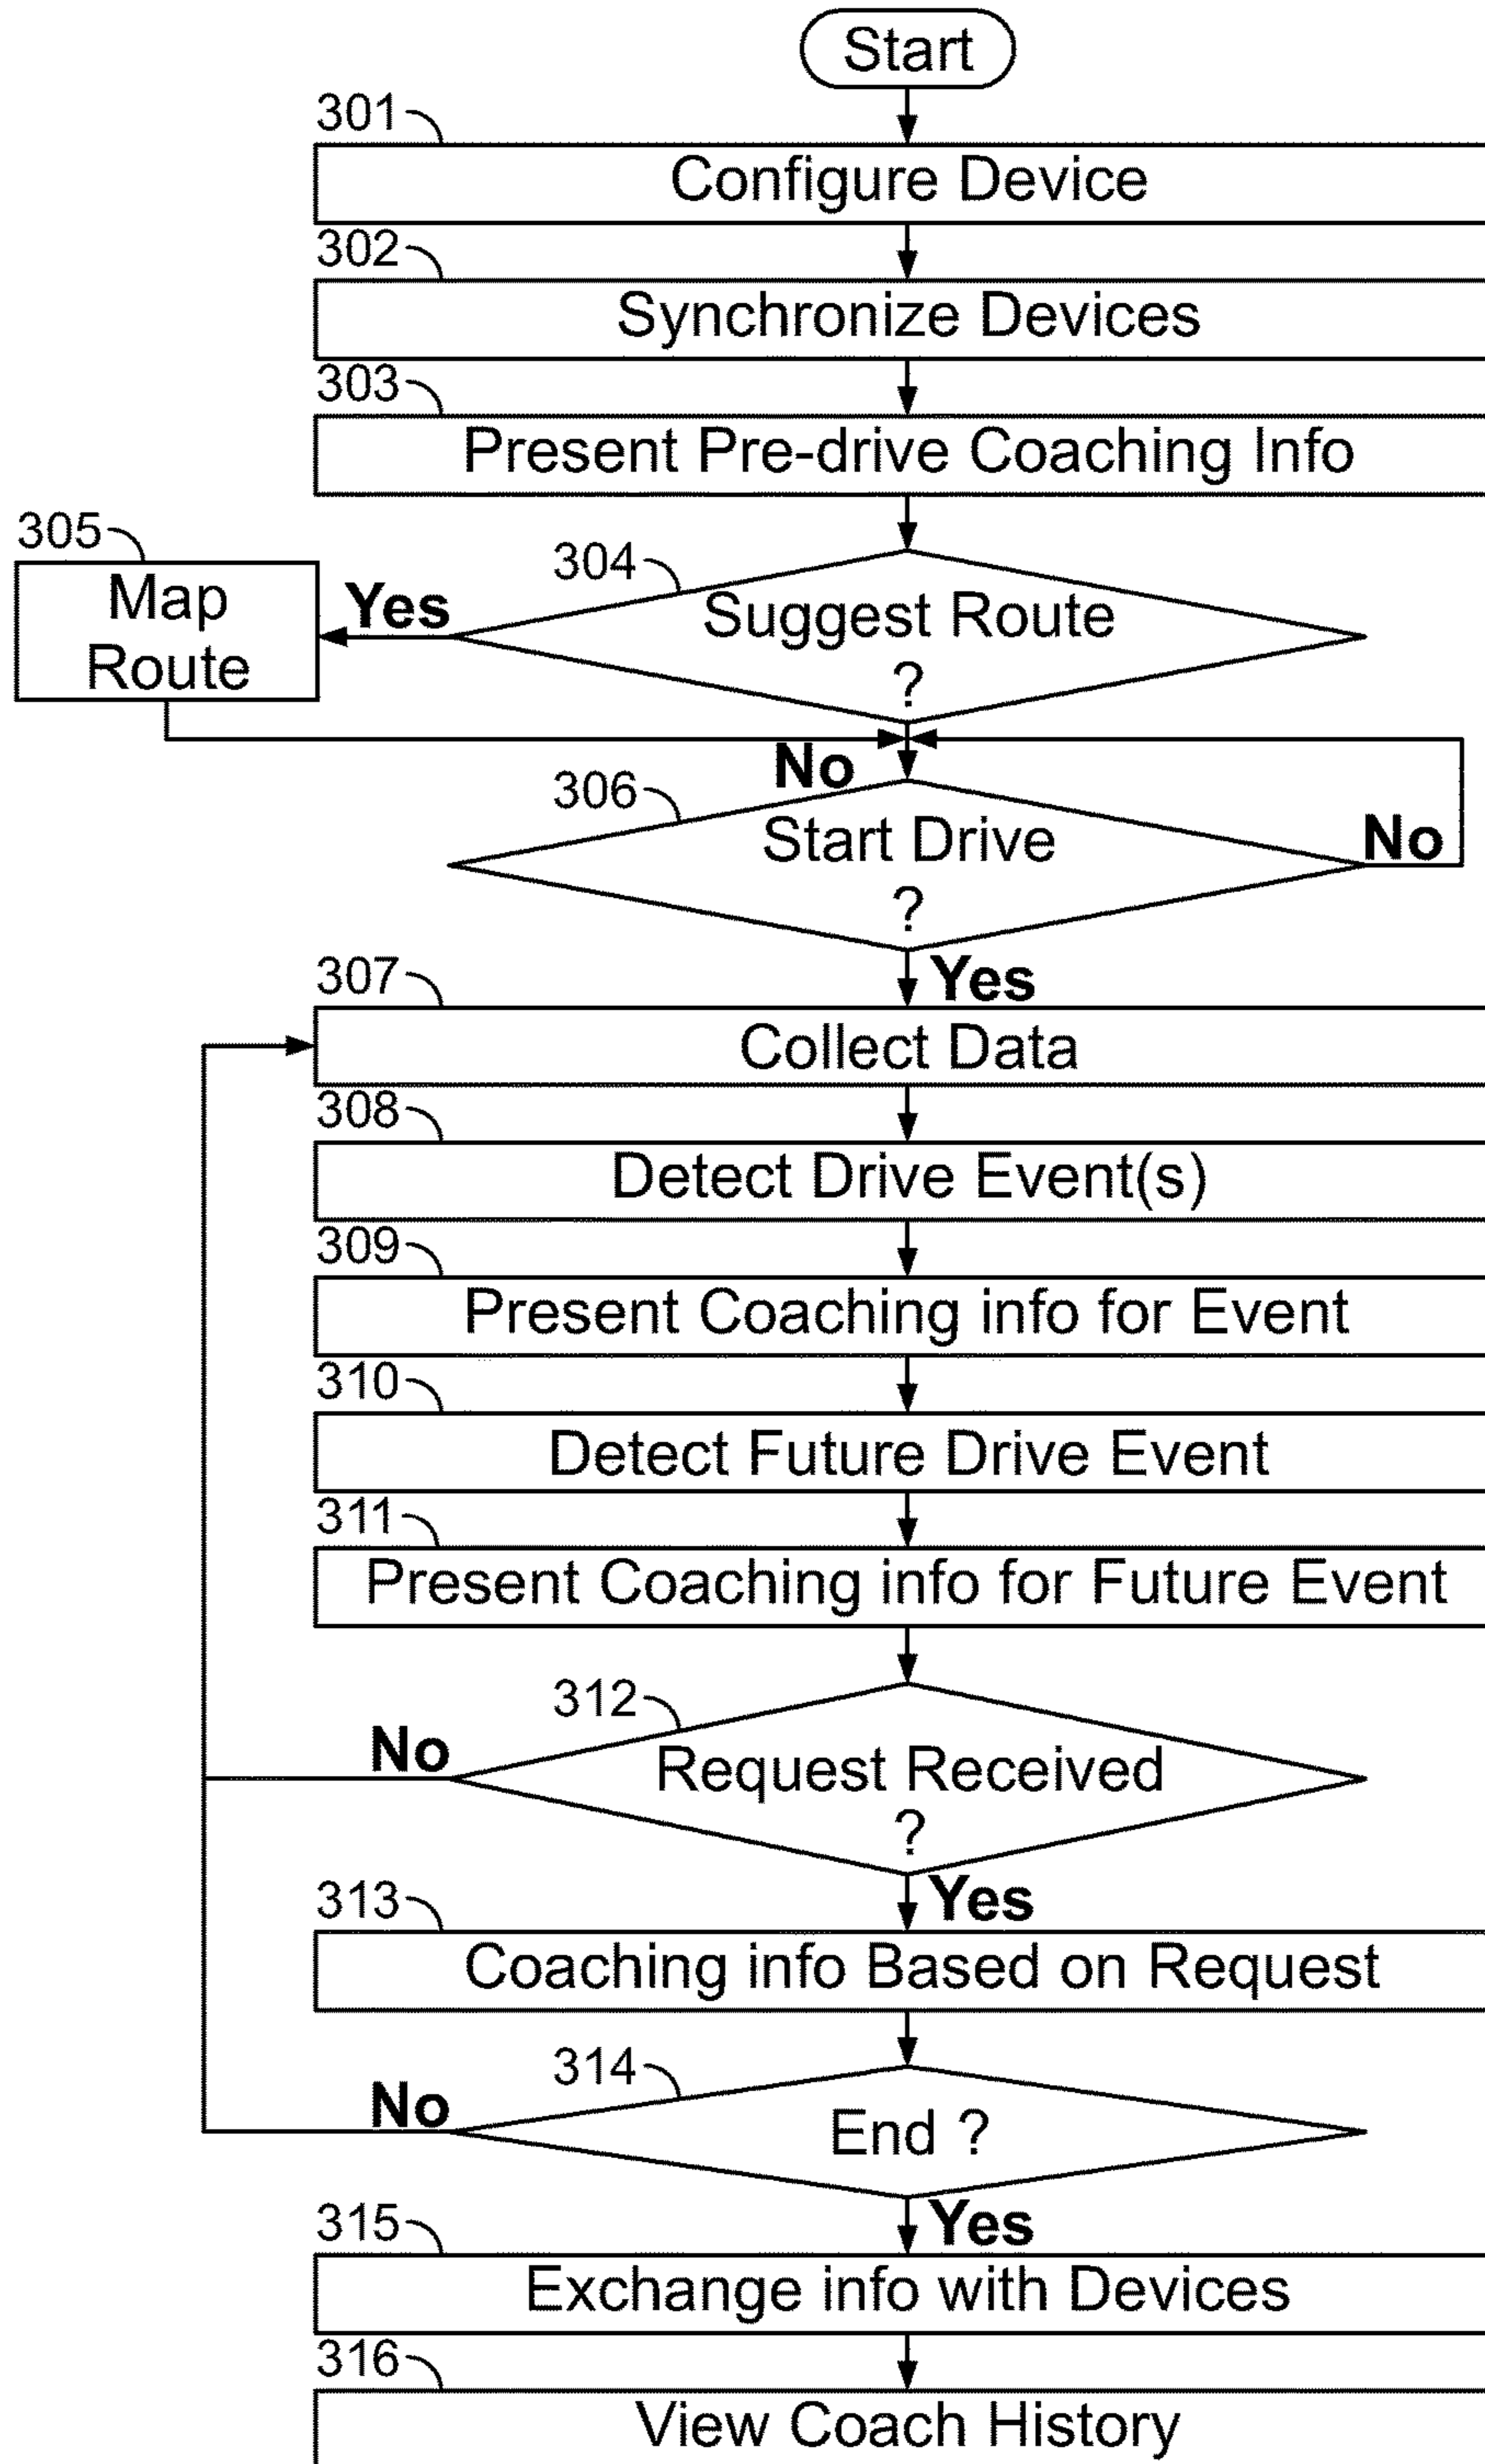 Start
301
Configure Device
302
Synchronize Devices
303
Present Pre-drive Coaching Info
305
Map
Route
Yes
304
Suggest Route
?
No
306
Start Drive
?
No
Yes
307
Collect Data
308
Detect Drive Event(s)
309
Present Coaching info for Event
310
Detect Future Drive Event
311
Present Coaching info for Future Event
312
No
Request Received
?
Yes
313
Coaching info Based on Request
314
No
End ?
Yes
315
Exchange info with Devices
316
View Coach History